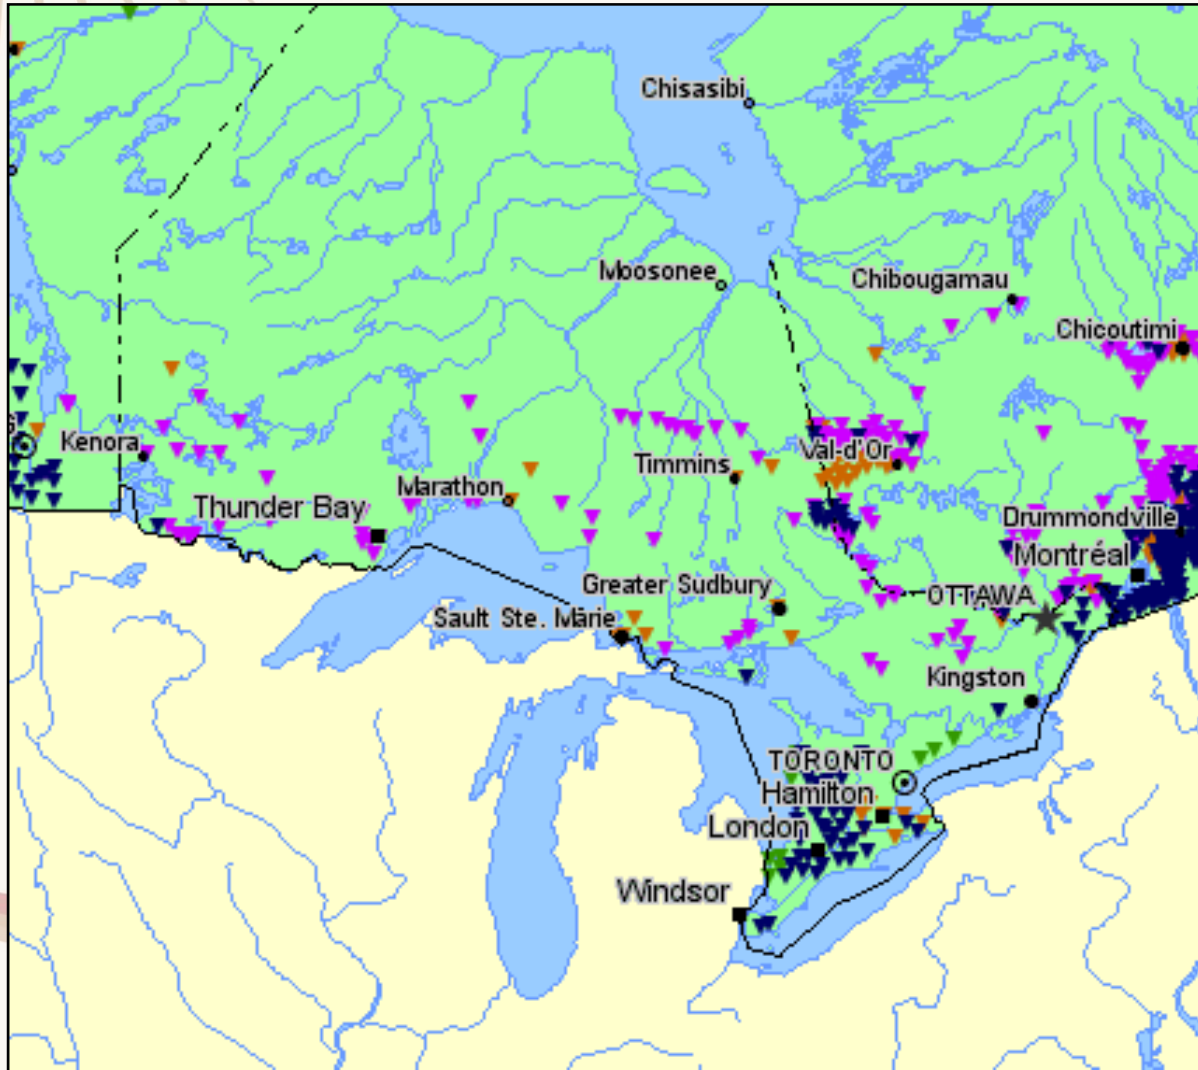 Chisasibi
Moosonee
Chibougamau
Chicoutimi
Kenora
Timmins
Val-d'Or
Marathon
Thunder Bay
Drummondville
Montréal
Greater Sudbury
OTTAWA
Sault Ste. Marie
Kingston
TORONTO
Hamilton
London
Windsor